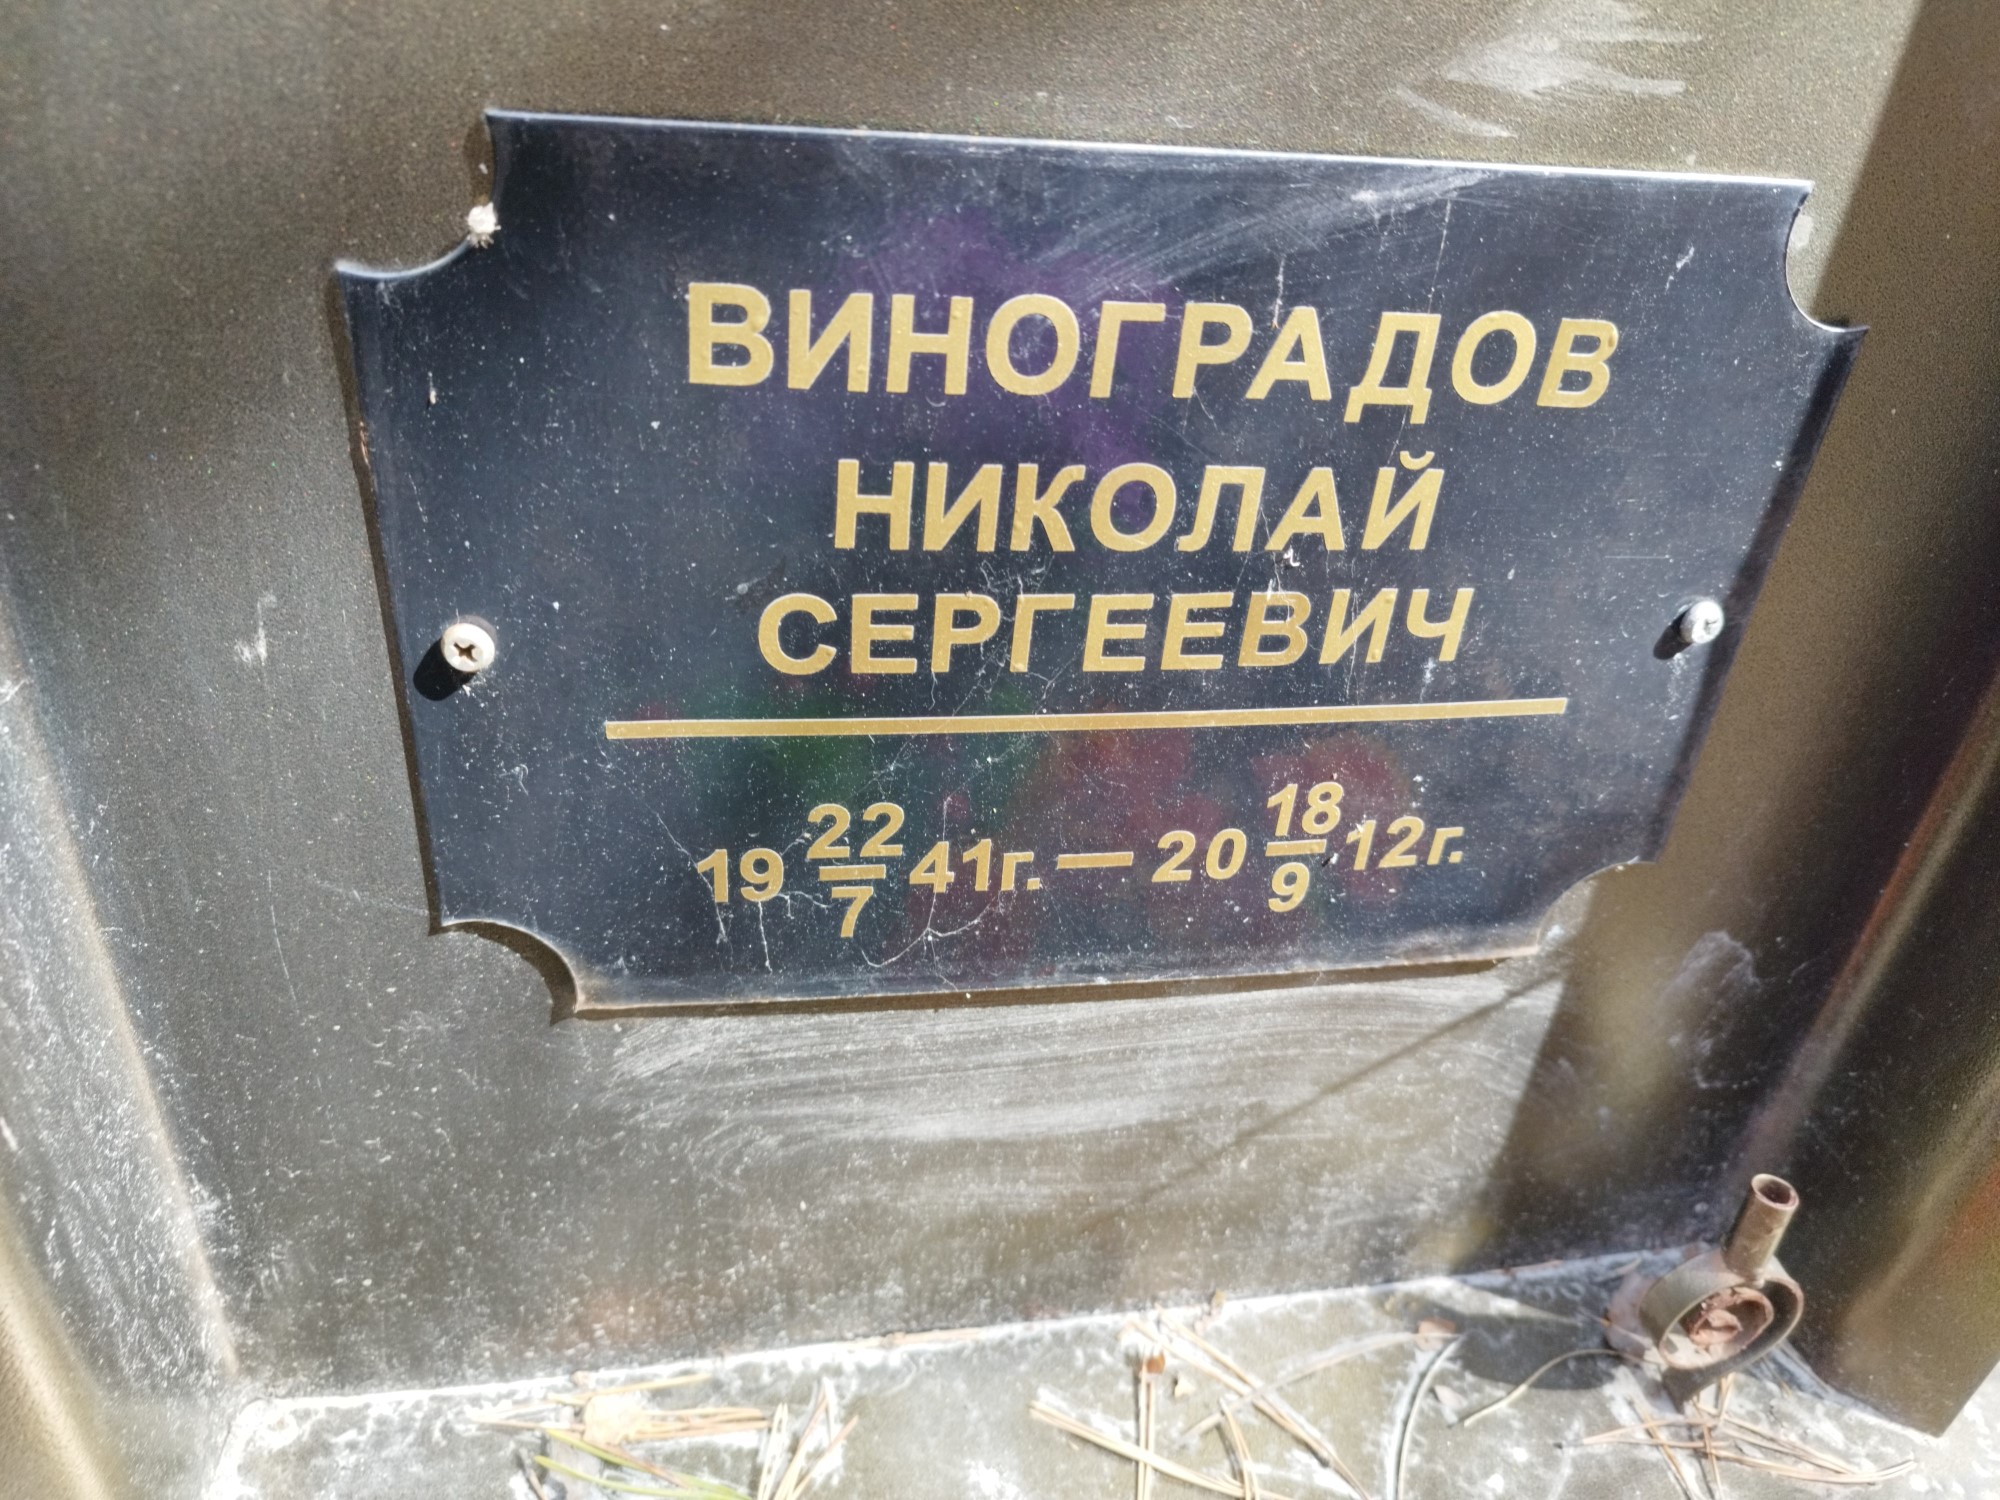 ВИНОГРАДОВ
НИКОЛАЙ
СЕРГЕЕВИЧ
19 22/7 41г. — 20 18/9 12г.